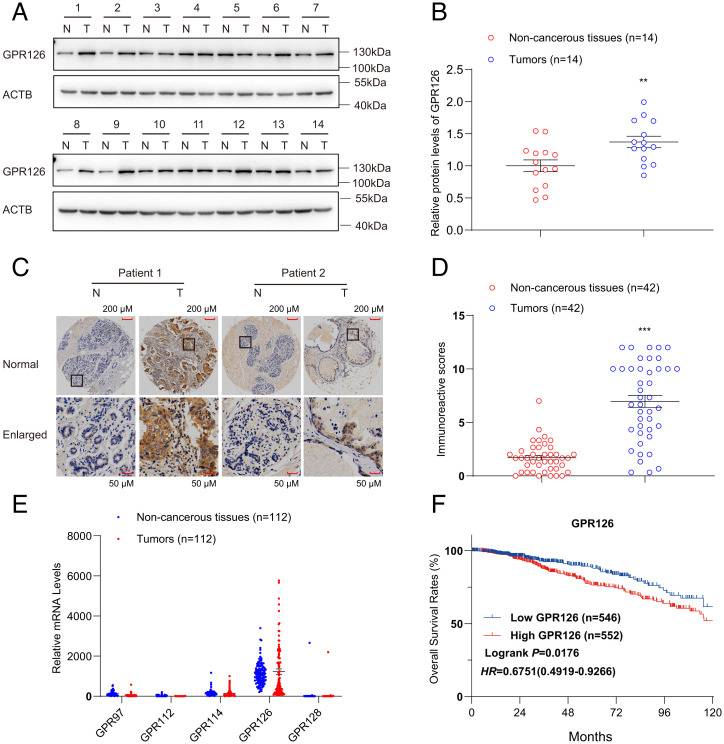 A
1 2 3 4 5 6 7
N T N T N T N T N T N T N T
GPR126
130kDa
100kDa
55kDa
ACTB
40kDa
8 9 10 11 12 13 14
N T N T N T N T N T N T N T
GPR126
130kDa
100kDa
55kDa
ACTB
40kDa
B
Non-cancerous tissues (n=14)
Tumors (n=14)
Relative protein levels of GPR126
2.5
2.0
1.5
1.0
0.5
0.0
**
C
Patient 1 Patient 2
N T N T
200 μM 200 μM 200 μM 200 μM
Normal
Enlarged
50 μM 50 μM 50 μM 50 μM
D
Non-cancerous tissues (n=42)
Tumors (n=42)
Immunoreactive scores
15
10
5
0
***
E
Non-cancerous tissues (n=112)
Tumors (n=112)
Relative mRNA Levels
8000
6000
4000
2000
0
GPR97 GPR112 GPR114 GPR126 GPR128
F
GPR126
Overall Survival Rates (%)
100
50
0
Low GPR126 (n=546)
High GPR126 (n=552)
Logrank P=0.0176
HR=0.6751(0.4919-0.9266)
0 24 48 72 96 120
Months